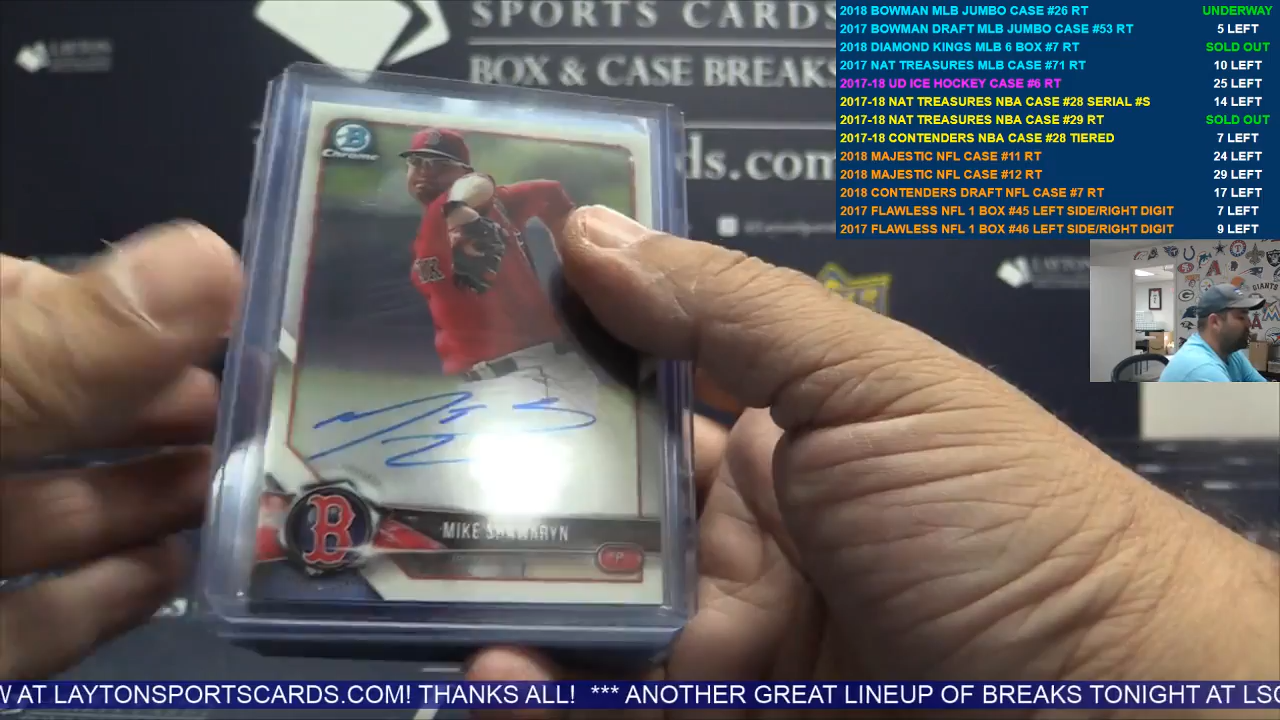 SPORTS CARDS
BOX & CASE BREAKS
ds.com
LAYTON
2018 BOWMAN MLB JUMBO CASE #26 RT UNDERWAY
2017 BOWMAN DRAFT MLB JUMBO CASE #53 RT 5 LEFT
2018 DIAMOND KINGS MLB 6 BOX #7 RT SOLD OUT
2017 NAT TREASURES MLB CASE #71 RT 10 LEFT
2017-18 UD ICE HOCKEY CASE #6 RT 25 LEFT
2017-18 NAT TREASURES NBA CASE #28 SERIAL #S 14 LEFT
2017-18 NAT TREASURES NBA CASE #29 RT SOLD OUT
2017-18 CONTENDERS NBA CASE #28 TIERED 7 LEFT
2018 MAJESTIC NFL CASE #11 RT 24 LEFT
2018 MAJESTIC NFL CASE #12 RT 29 LEFT
2018 CONTENDERS DRAFT NFL CASE #7 RT 17 LEFT
2017 FLAWLESS NFL 1 BOX #45 LEFT SIDE/RIGHT DIGIT 7 LEFT
2017 FLAWLESS NFL 1 BOX #46 LEFT SIDE/RIGHT DIGIT 9 LEFT
B
Chrome
LAYTON
GIANTS
B
MIKE SHAWARYN
W AT LAYTONSPORTSCARDS.COM! THANKS ALL! *** ANOTHER GREAT LINEUP OF BREAKS TONIGHT AT LSC